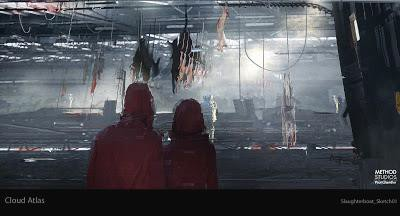 METHOD
STUDIOS
Cloud Atlas
Slaughterboat_Sketch01